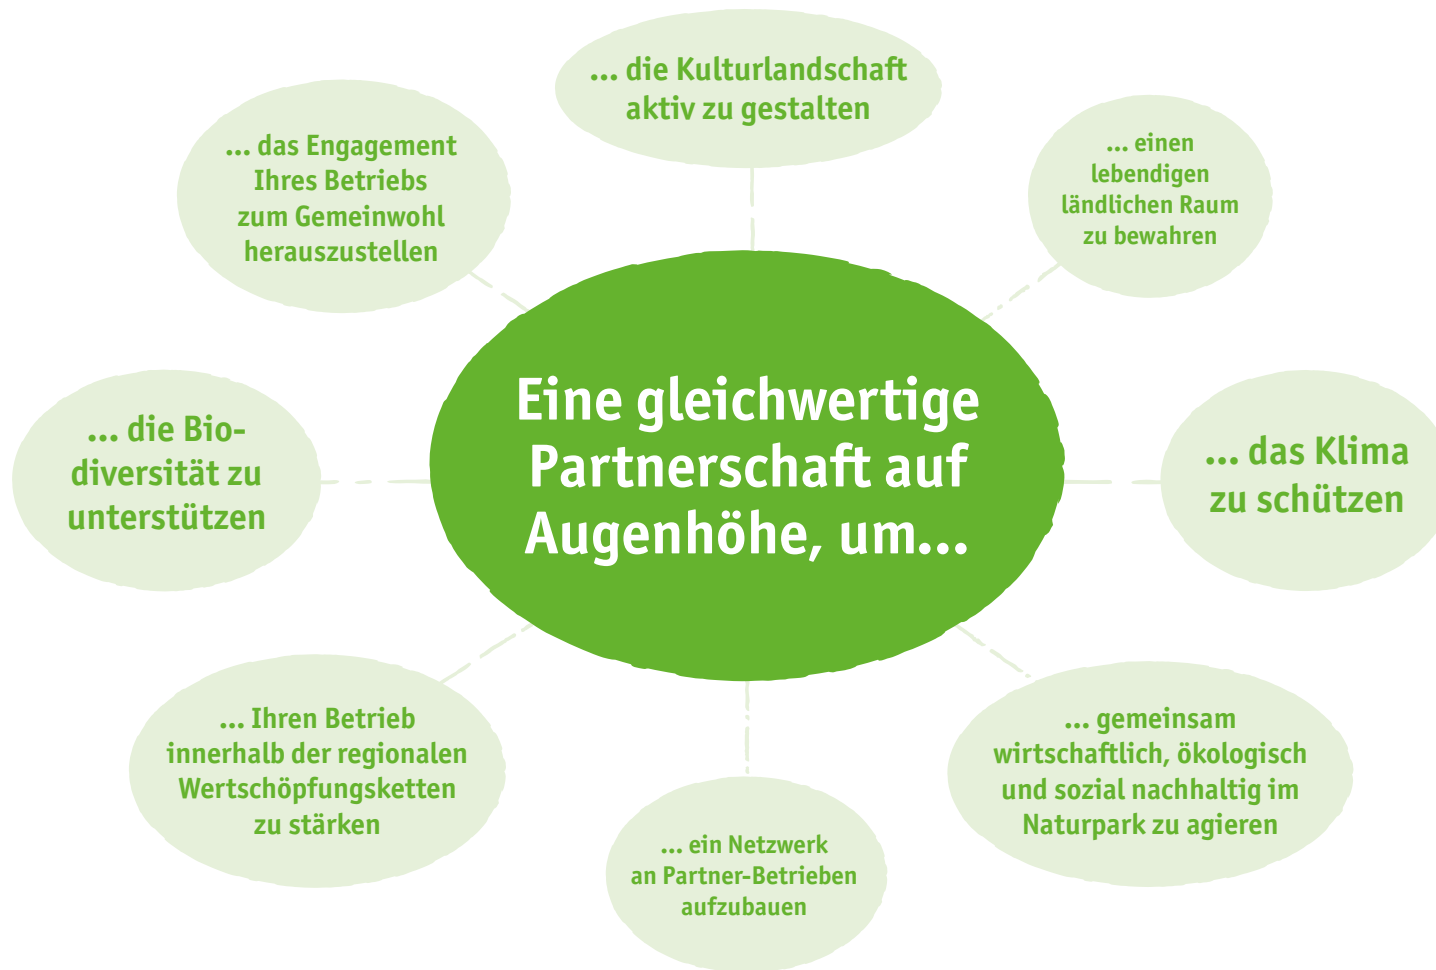 ... die Kulturlandschaft
aktiv zu gestalten
... das Engagement
Ihres Betriebs
zum Gemeinwohl
herauszustellen
... einen
lebendigen
ländlichen Raum
zu bewahren
Eine gleichwertige
Partnerschaft auf
Augenhöhe, um...
... die Bio-
diversität zu
unterstützen
... das Klima
zu schützen
... Ihren Betrieb
innerhalb der regionalen
Wertschöpfungsketten
zu stärken
... gemeinsam
wirtschaftlich, ökologisch
und sozial nachhaltig im
Naturpark zu agieren
... ein Netzwerk
an Partner-Betrieben
aufzubauen